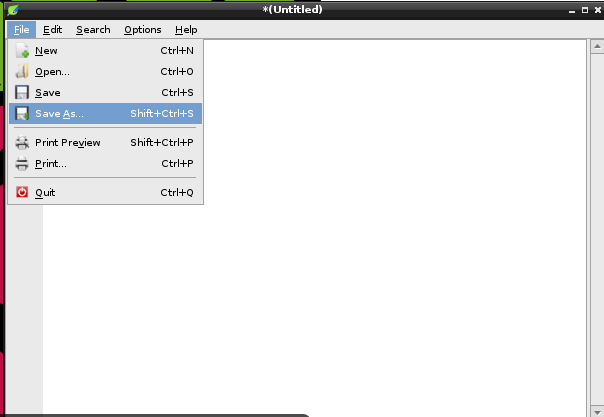 *(Untitled)
File Edit Search Options Help
New Ctrl+N
Open... Ctrl+O
Save Ctrl+S
Save As... Shift+Ctrl+S
Print Preview Shift+Ctrl+P
Print... Ctrl+P
Quit Ctrl+Q